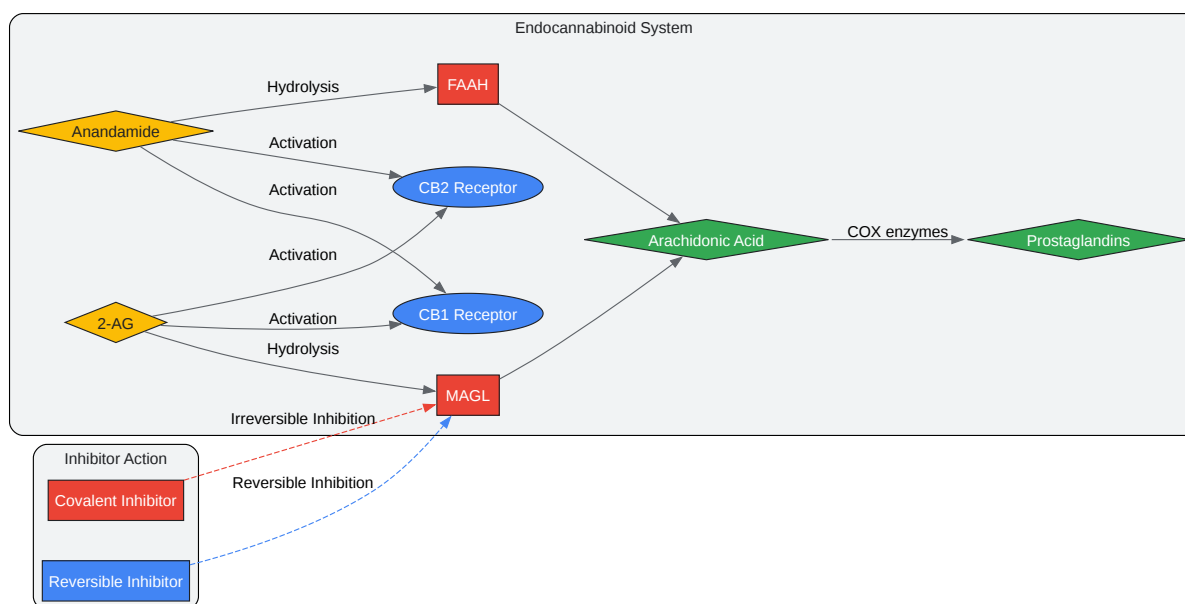 Endocannabinoid System
Hydrolysis
FAAH
Anandamide
Activation
CB2 Receptor
Activation
Arachidonic Acid
COX enzymes
Prostaglandins
Activation
2-AG
Activation
CB1 Receptor
Hydrolysis
MAGL
Irreversible Inhibition
Inhibitor Action
Reversible Inhibition
Covalent Inhibitor
Reversible Inhibitor